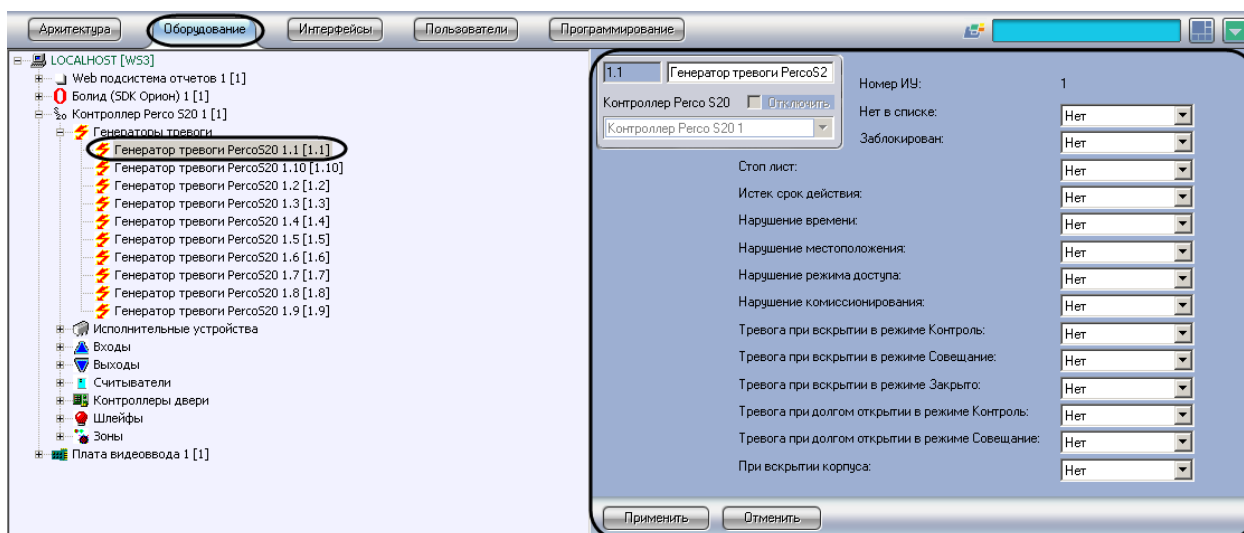 Архитектура Оборудование Интерфейсы Пользователи Программирование
LOCALHOST [WS3]
Web подсистема отчетов 1 [1]
Болид (SDK Орион) 1 [1]
Контроллер Perco S20 1 [1]
Генераторы тревоги
Генератор тревоги PercoS20 1.1 [1.1]
Генератор тревоги PercoS20 1.10 [1.10]
Генератор тревоги PercoS20 1.2 [1.2]
Генератор тревоги PercoS20 1.3 [1.3]
Генератор тревоги PercoS20 1.4 [1.4]
Генератор тревоги PercoS20 1.5 [1.5]
Генератор тревоги PercoS20 1.6 [1.6]
Генератор тревоги PercoS20 1.7 [1.7]
Генератор тревоги PercoS20 1.8 [1.8]
Генератор тревоги PercoS20 1.9 [1.9]
Исполнительные устройства
Входы
Выходы
Считыватели
Контроллеры двери
Шлейфы
Зоны
Плата видеоввода 1 [1]
1.1 Генератор тревоги PercoS2
Контроллер Perco S20 Отключить
Контроллер Perco S20 1
Номер ИУ: 1
Нет в списке: Нет
Заблокирован: Нет
Стоп лист: Нет
Истек срок действия: Нет
Нарушение времени: Нет
Нарушение местоположения: Нет
Нарушение режима доступа: Нет
Нарушение комиссионирования: Нет
Тревога при вскрытии в режиме Контроль: Нет
Тревога при вскрытии в режиме Совещание: Нет
Тревога при вскрытии в режиме Закрыто: Нет
Тревога при долгом открытии в режиме Контроль: Нет
Тревога при долгом открытии в режиме Совещание: Нет
При вскрытии корпуса: Нет
Применить Отменить